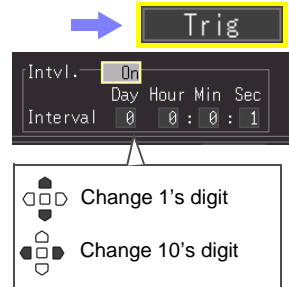 Trig
Intvl. On
Day Hour Min Sec
Interval 0 0 : 0 : 1
Change 1's digit
Change 10's digit